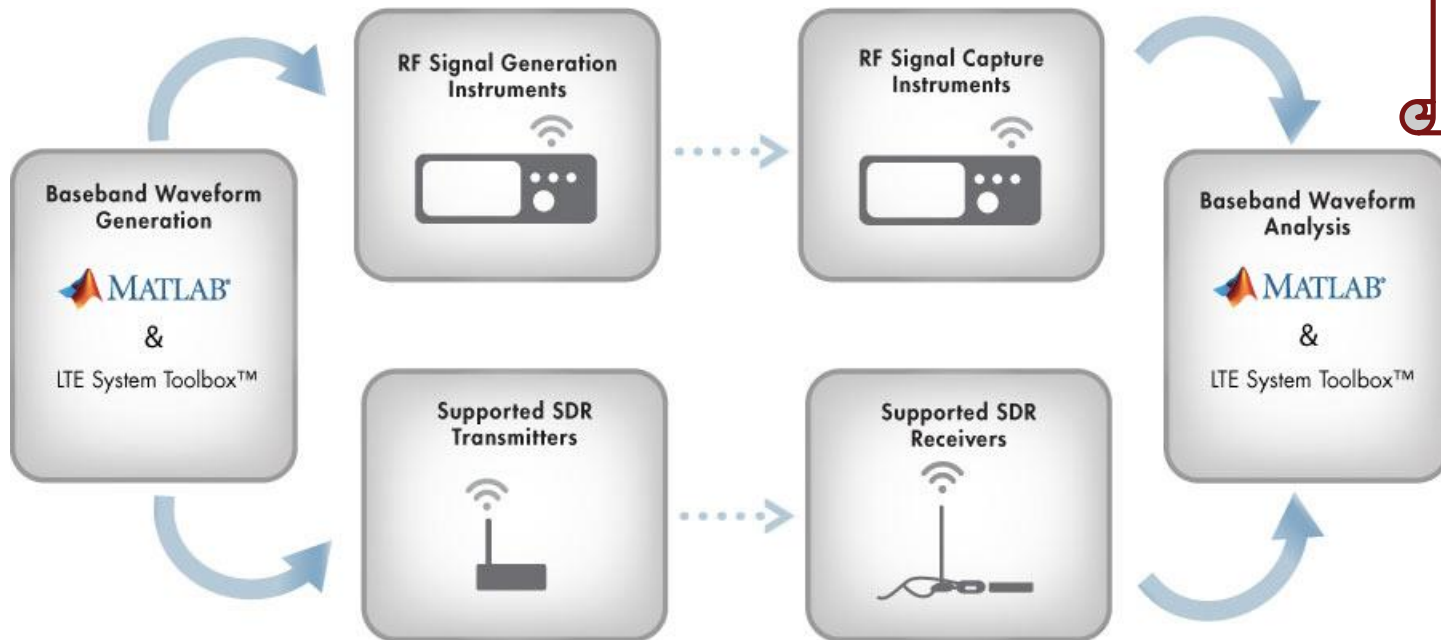 RF Signal Generation
Instruments
RF Signal Capture
Instruments
Baseband Waveform
Generation
MATLAB®
&
LTE System Toolbox™
Baseband Waveform
Analysis
MATLAB®
&
LTE System Toolbox™
Supported SDR
Transmitters
Supported SDR
Receivers